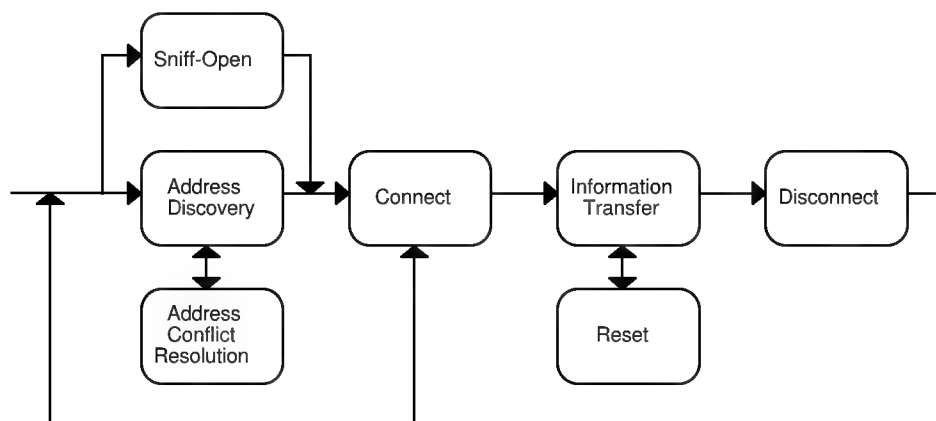 Sniff-Open
Address
Discovery
Connect
Information
Transfer
Disconnect
Address
Conflict
Resolution
Reset